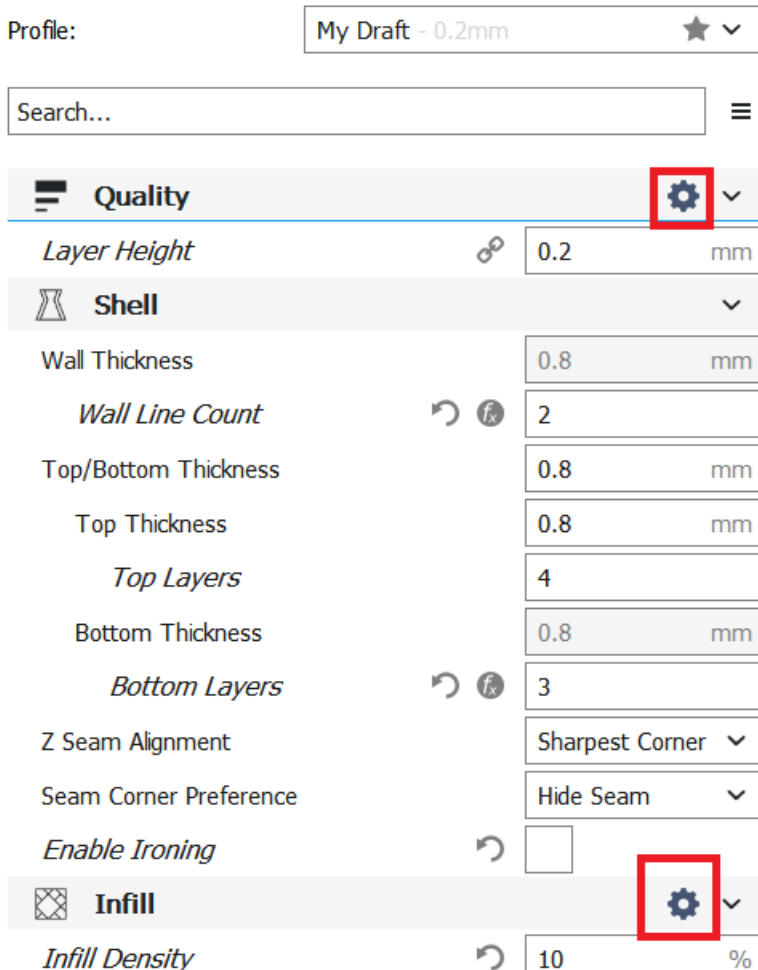 Profile: My Draft - 0.2mm
Search...
Quality
Layer Height 0.2 mm
Shell
Wall Thickness 0.8 mm
Wall Line Count fx 2
Top/Bottom Thickness 0.8 mm
Top Thickness 0.8 mm
Top Layers 4
Bottom Thickness 0.8 mm
Bottom Layers fx 3
Z Seam Alignment Sharpest Corner
Seam Corner Preference Hide Seam
Enable Ironing
Infill
Infill Density 10 %